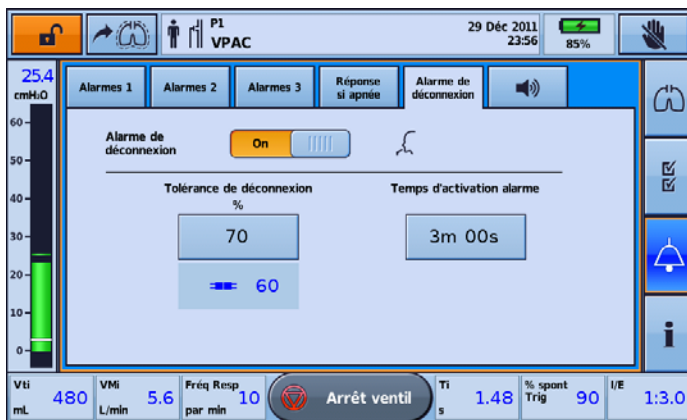 P1
VPAC
29 Déc 2011
23:56
85%
25.4
cmH2O
60
50
40
30
20
10
0
Alarmes 1
Alarmes 2
Alarmes 3
Réponse
si apnée
Alarme de
déconnexion
Alarme de
déconnexion
On
Tolérance de déconnexion
%
70
60
Temps d'activation alarme
3m 00s
i
Vti
480
mL
VMi
5.6
L/min
Fréq Resp
10
par min
Arrêt ventil
Ti
1.48
s
% spont
Trig
90
I/E
1:3.0